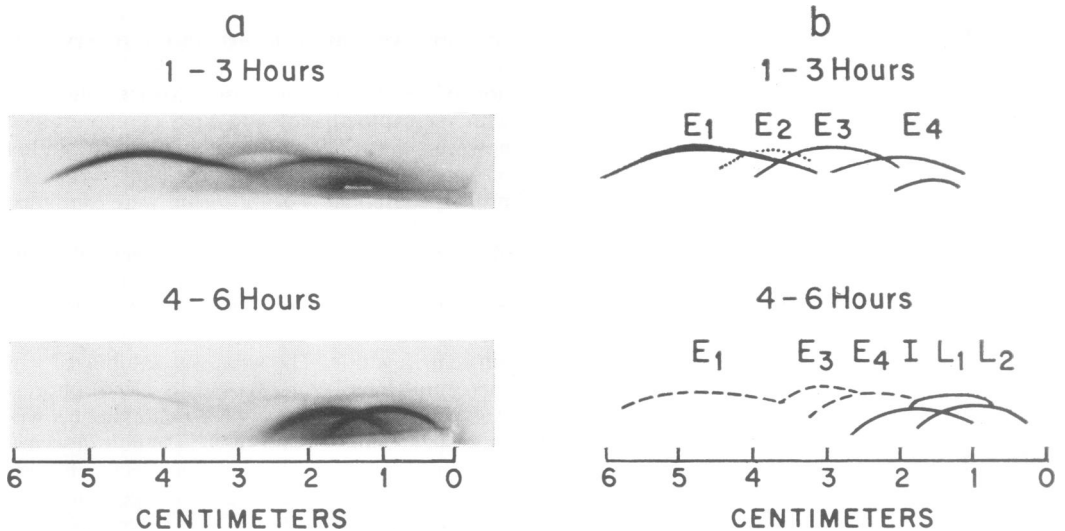 a
1 – 3 Hours
4 – 6 Hours
6 5 4 3 2 1 0
CENTIMETERS
b
1 – 3 Hours
E1 E2 E3 E4
4 – 6 Hours
E1 E3 E4 I L1 L2
6 5 4 3 2 1 0
CENTIMETERS